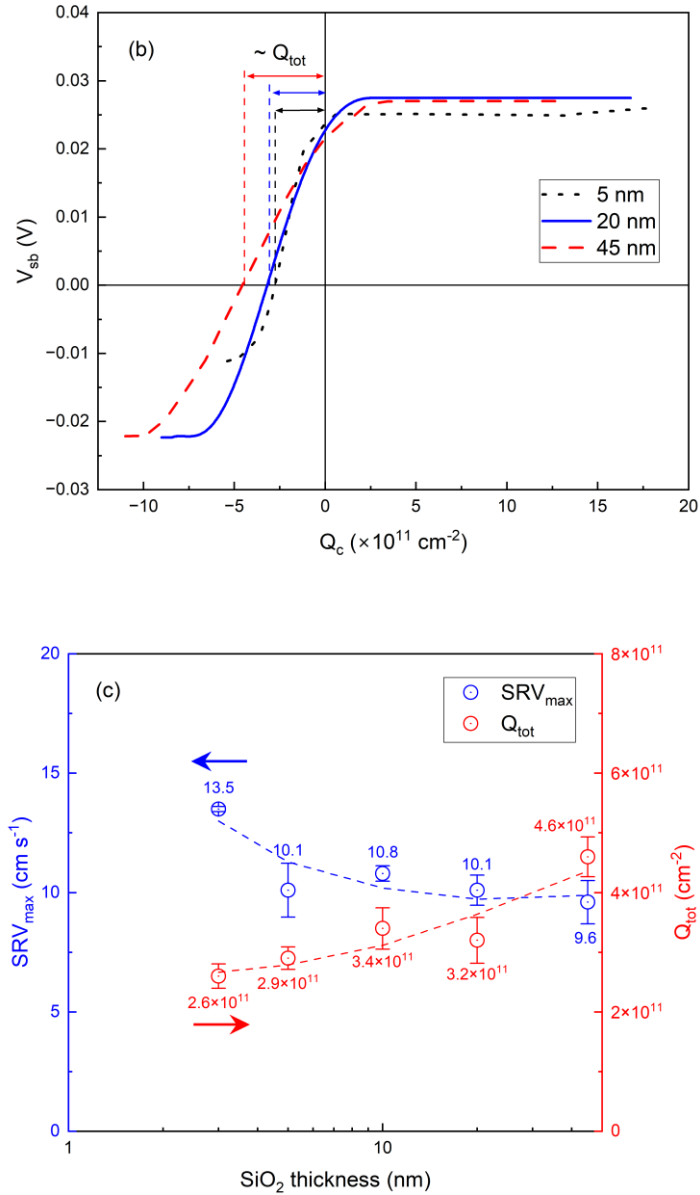 (b)
~ Q_tot
0.04
0.03
0.02
0.01
0.00
−0.01
−0.02
−0.03
V_sb (V)
5 nm
20 nm
45 nm
−10
−5
0
5
10
15
20
Q_c (×10^11 cm^-2)
(c)
SRV_max
Q_tot
20
15
10
5
0
SRV_max (cm s^-1)
13.5
10.1
10.8
10.1
9.6
2.6×10^11
2.9×10^11
3.4×10^11
3.2×10^11
4.6×10^11
8×10^11
6×10^11
4×10^11
2×10^11
0
Q_tot (cm^-2)
1
10
SiO_2 thickness (nm)